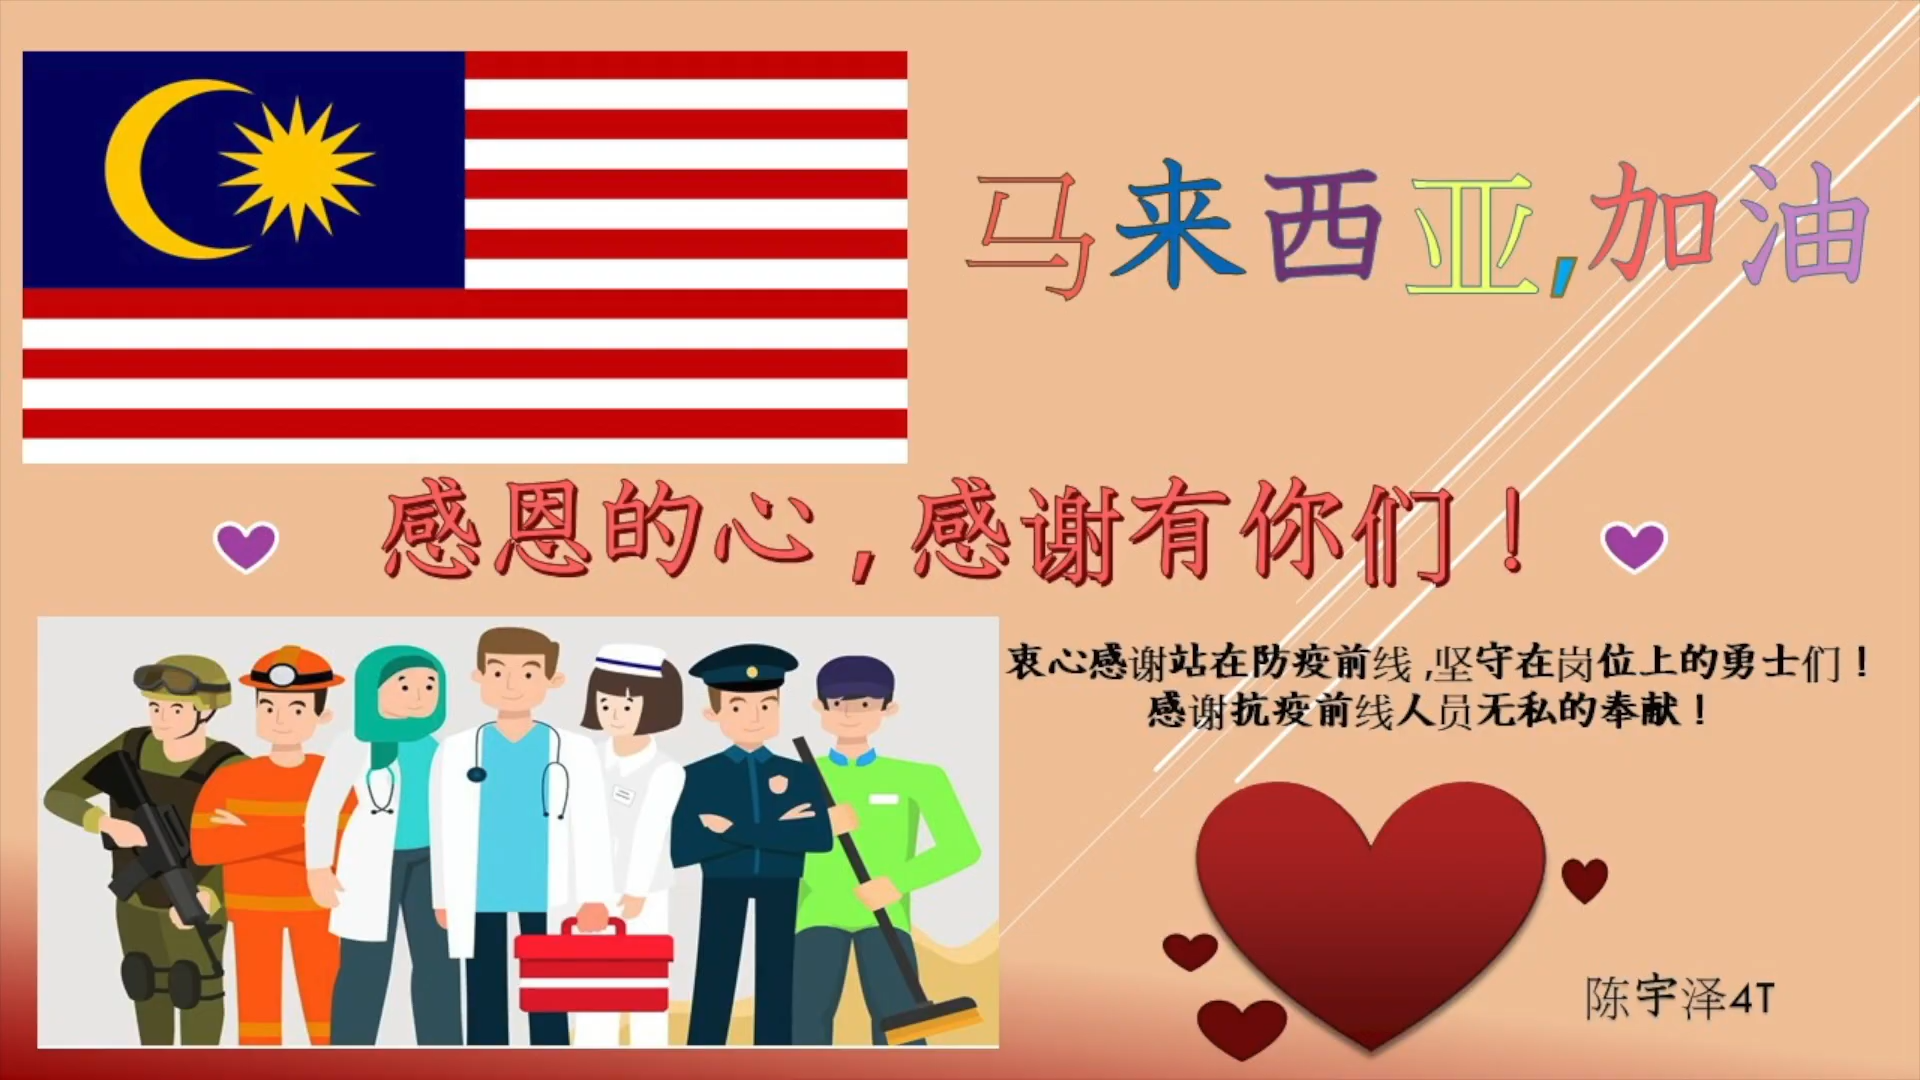 马来西亚,加油
感恩的心,感谢有你们！
衷心感谢站在防疫前线,坚守在岗位上的勇士们！
感谢抗疫前线人员无私的奉献！
陈宇泽4T